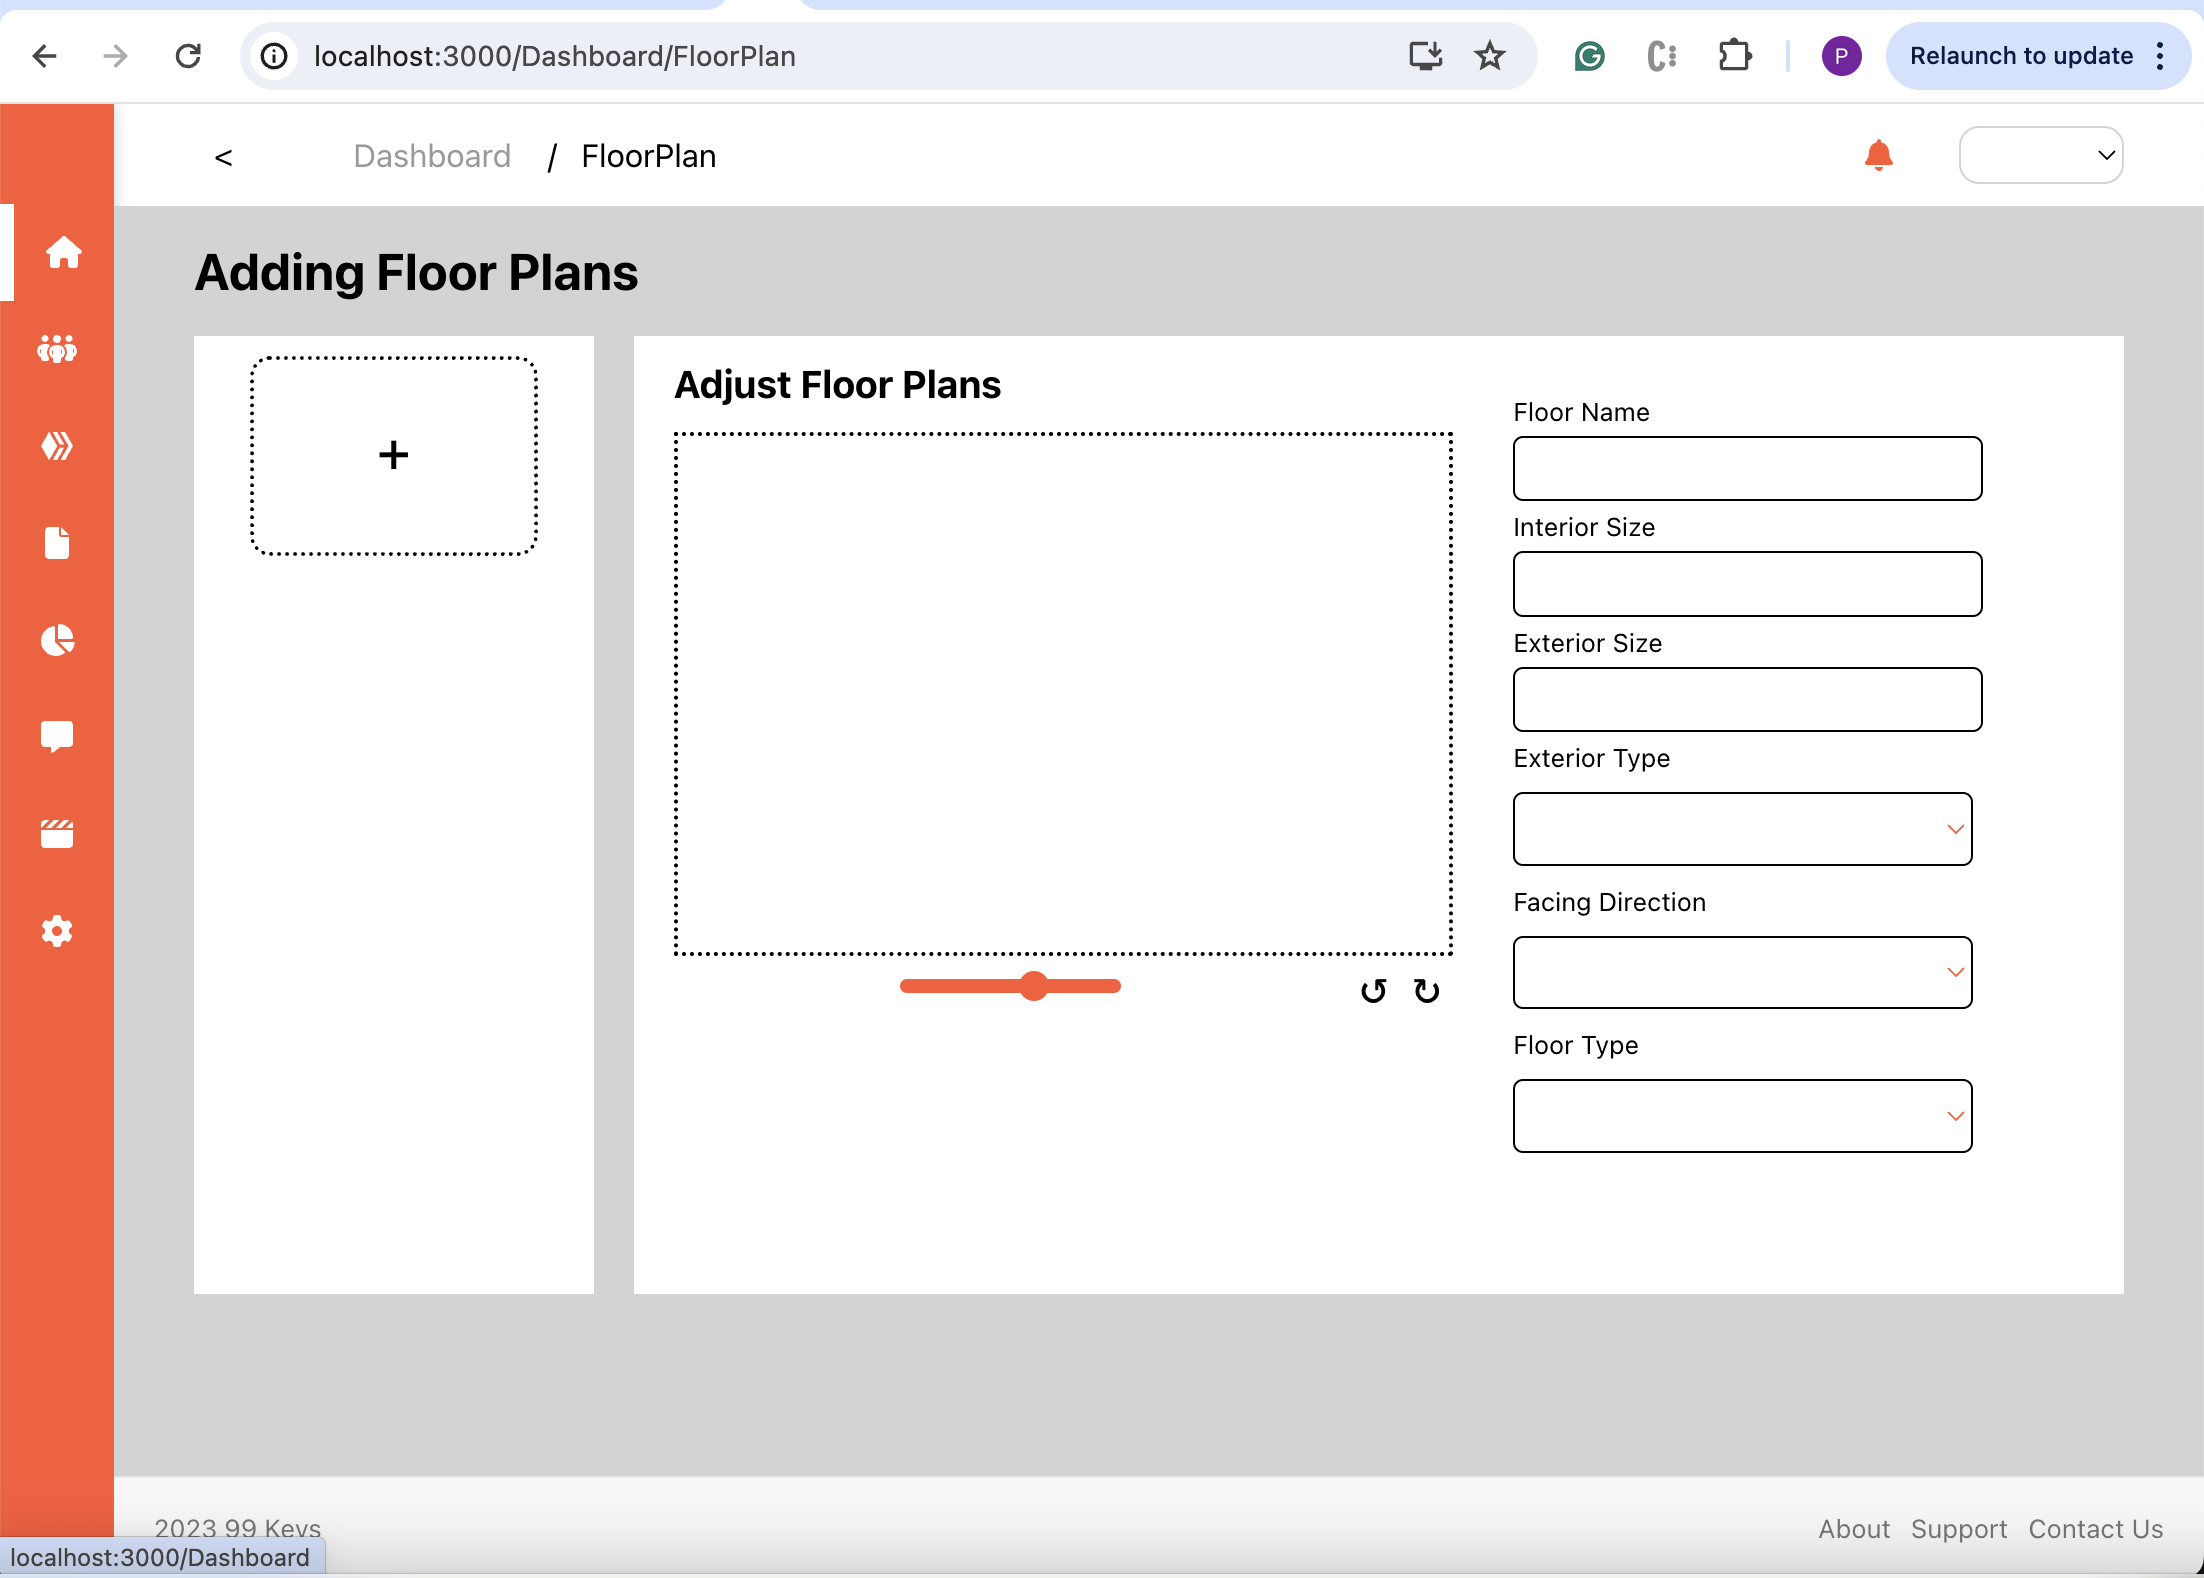 localhost:3000/Dashboard/FloorPlan
P
Relaunch to update
< Dashboard / FloorPlan
Adding Floor Plans
+
Adjust Floor Plans
Floor Name
Interior Size
Exterior Size
Exterior Type
Facing Direction
Floor Type
2023 99 Keys
About Support Contact Us
localhost:3000/Dashboard